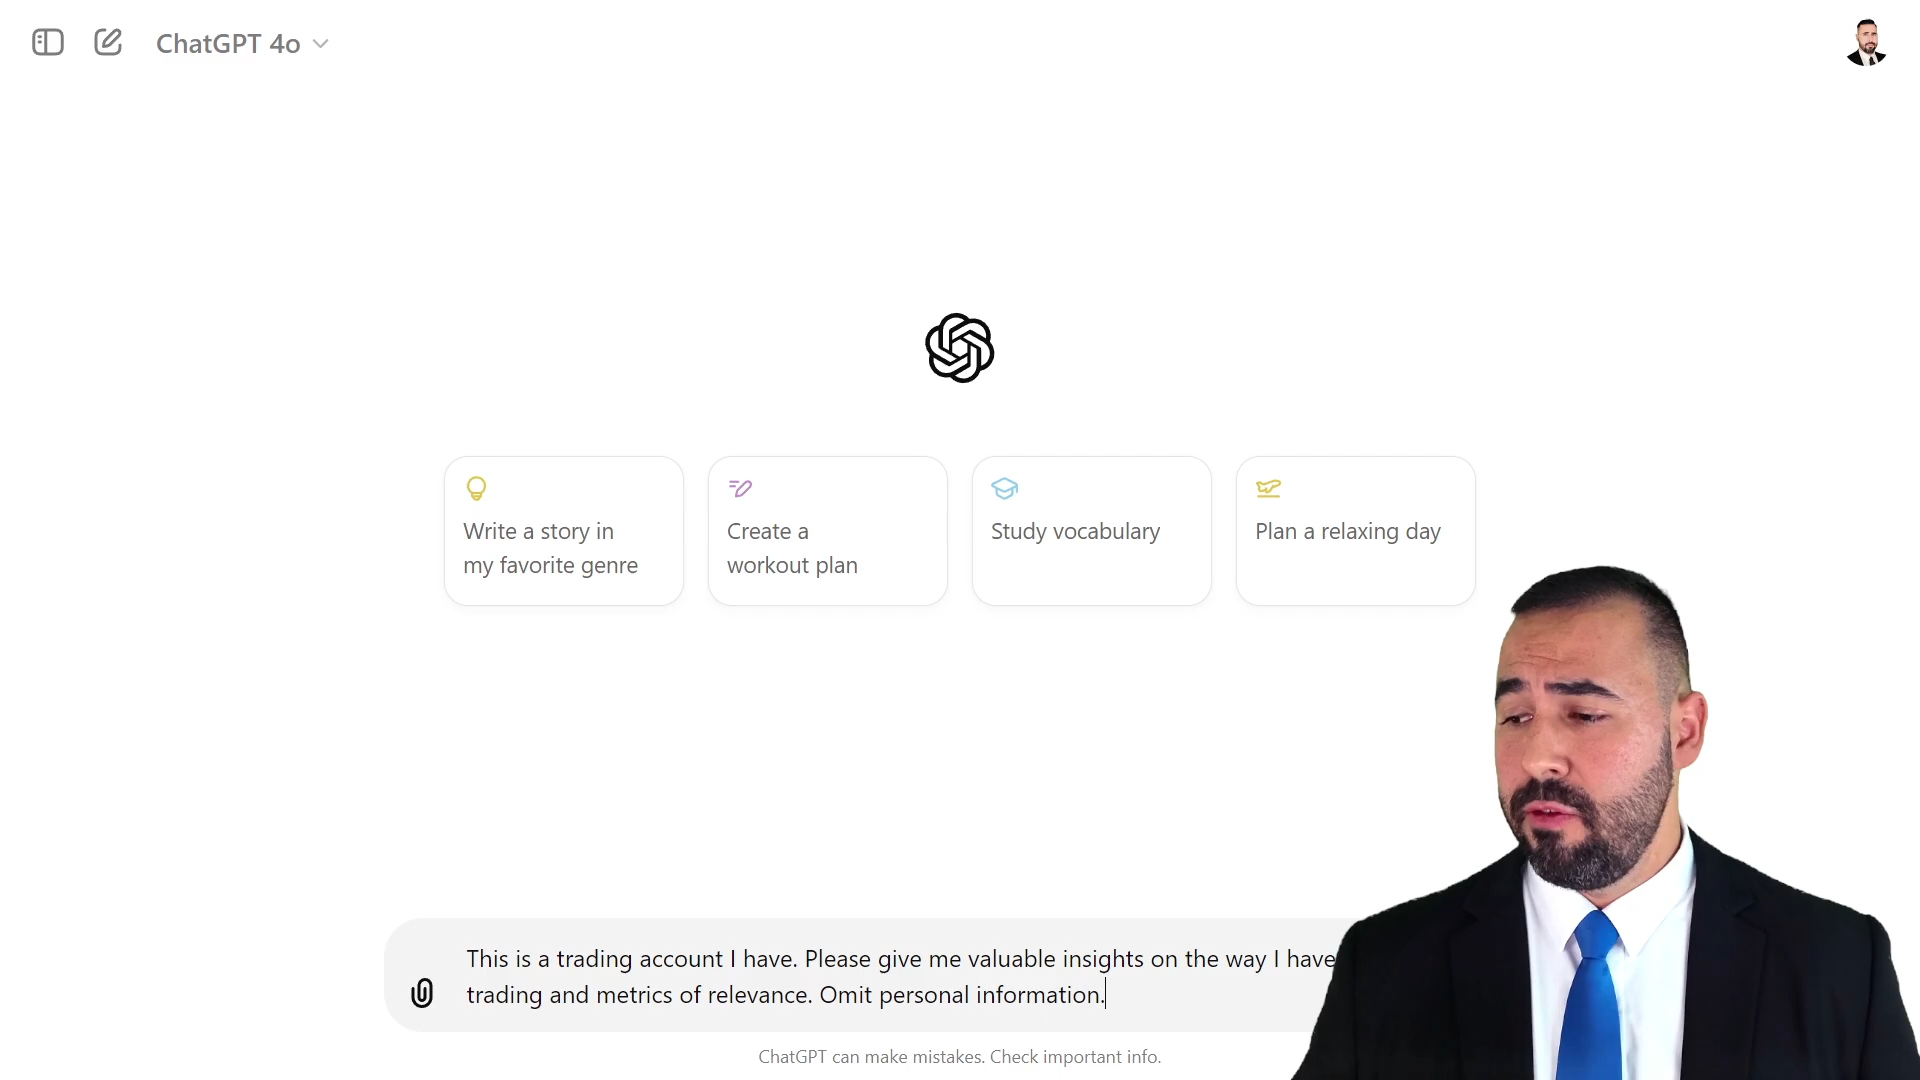 ChatGPT 4o
Write a story in
my favorite genre
Create a
workout plan
Study vocabulary
Plan a relaxing day
This is a trading account I have. Please give me valuable insights on the way I have
trading and metrics of relevance. Omit personal information.
ChatGPT can make mistakes. Check important info.